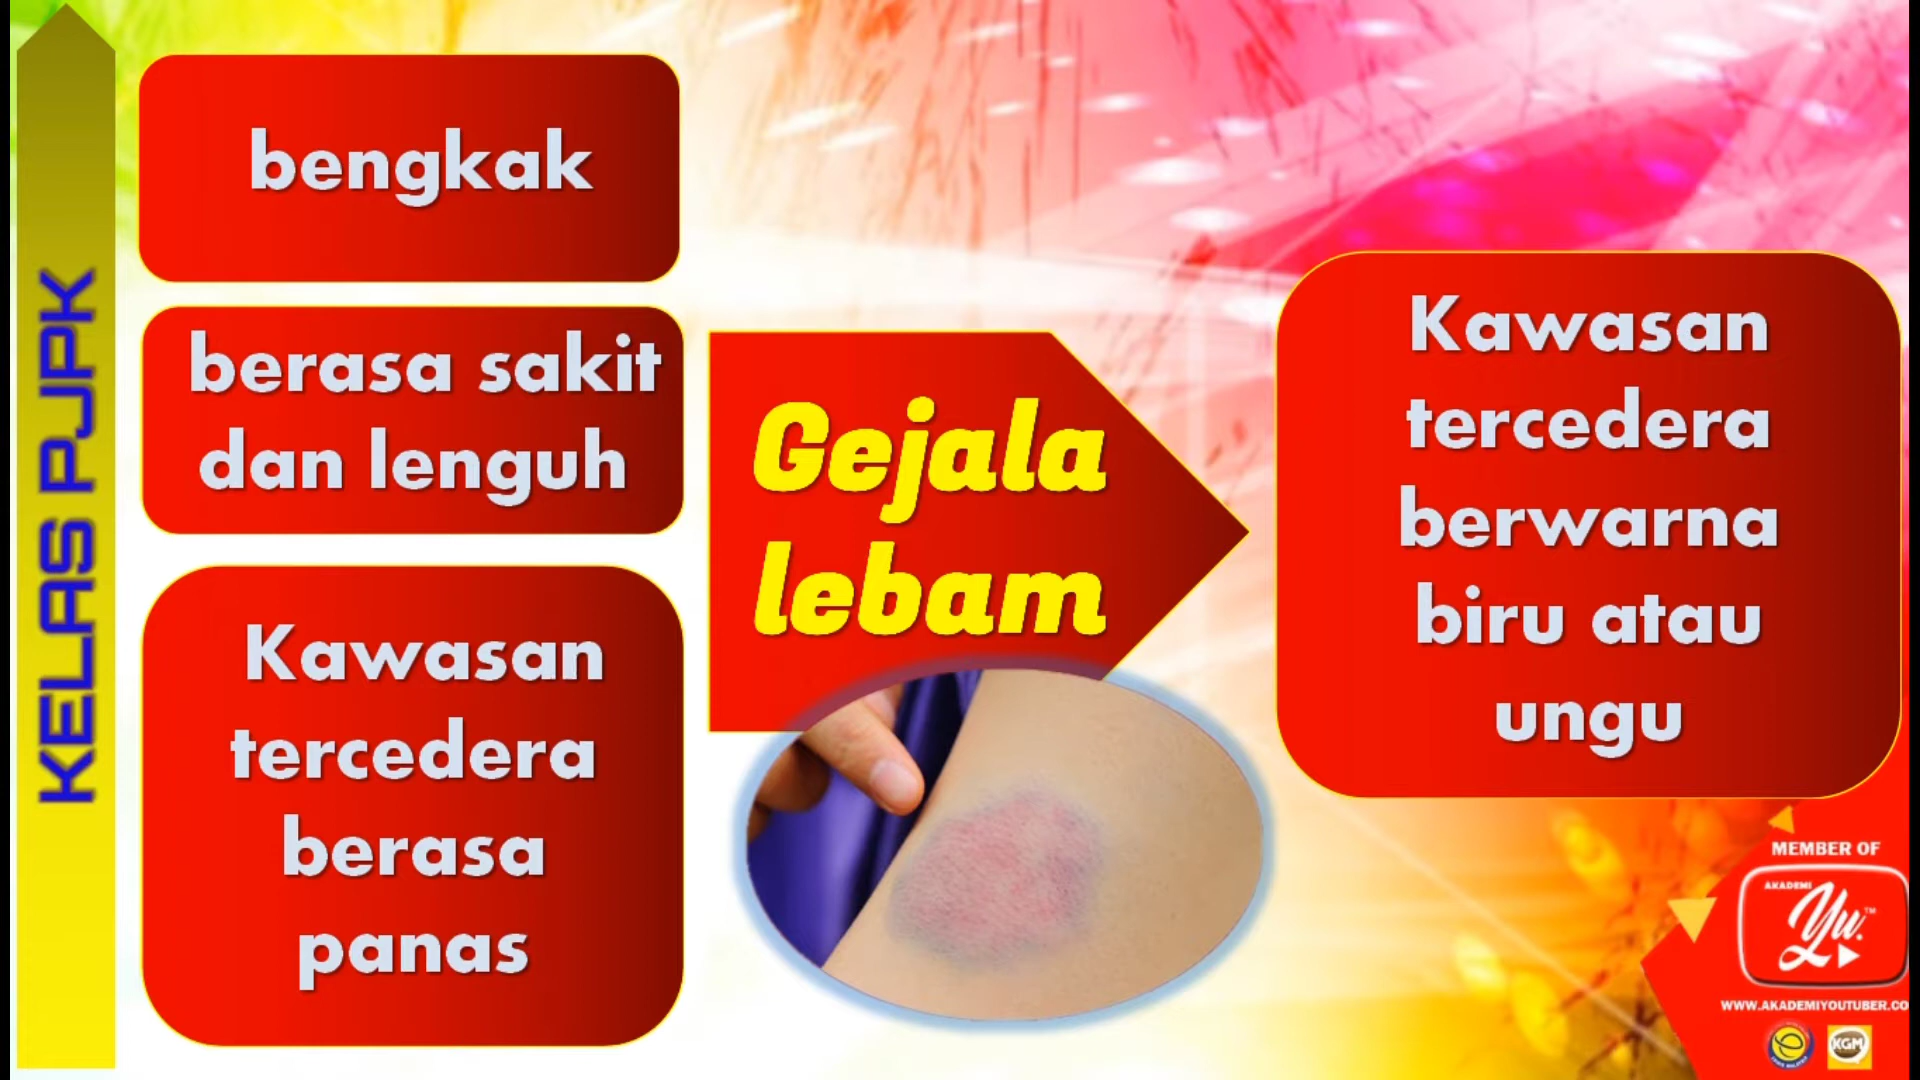 KELAS PJPK
bengkak
berasa sakit
dan lenguh
Kawasan
tercedera
berasa
panas
Gejala
lebam
Kawasan
tercedera
berwarna
biru atau
ungu
MEMBER OF
AKADEMI
Yu
TM
WWW.AKADEMIYOUTUBER.CO
KGM